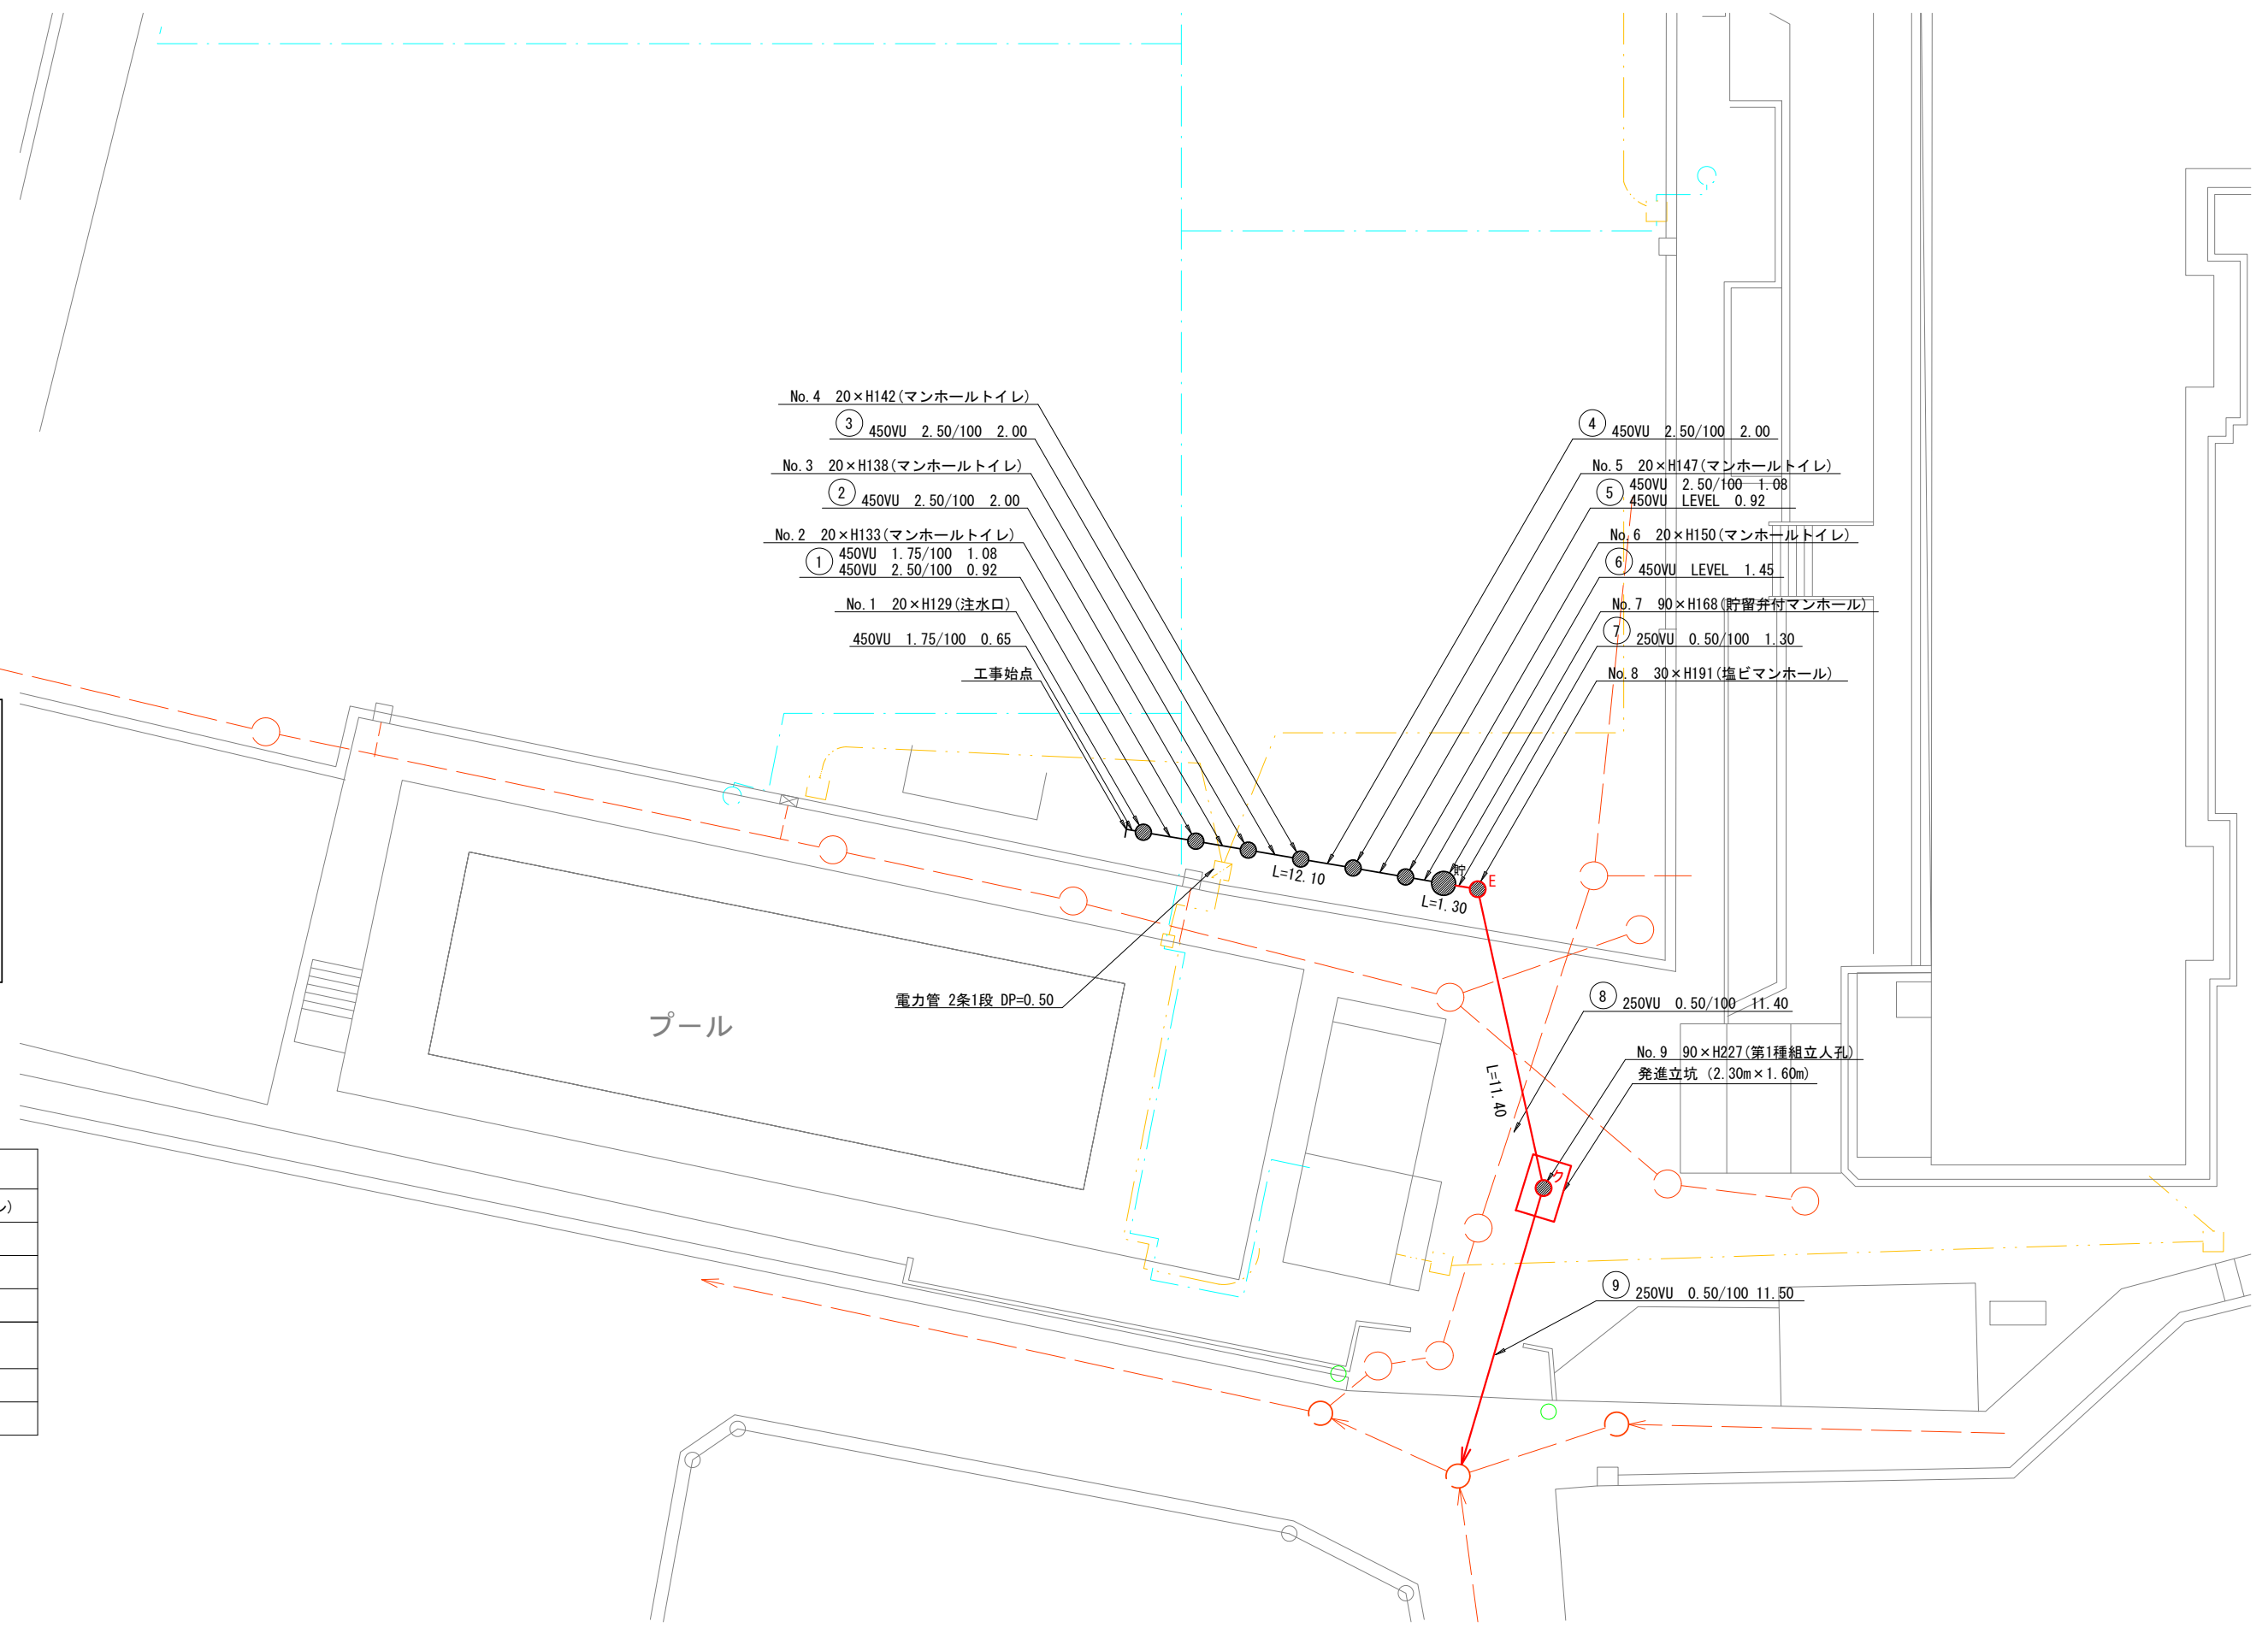 No.4 20×H142(マンホールトイレ)
③ 450VU 2.50/100 2.00
No.3 20×H138(マンホールトイレ)
② 450VU 2.50/100 2.00
No.2 20×H133(マンホールトイレ)
① 450VU 1.75/100 1.08
450VU 2.50/100 0.92
No.1 20×H129(注水口)
450VU 1.75/100 0.65
工事始点
④ 450VU 2.50/100 2.00
No.5 20×H147(マンホールトイレ)
⑤ 450VU 2.50/100 1.08
450VU LEVEL 0.92
No.6 20×H150(マンホールトイレ)
⑥ 450VU LEVEL 1.45
No.7 90×H168(貯留弁付マンホール)
⑦ 250VU 0.50/100 1.30
No.8 30×H191(塩ビマンホール)
貯
E
L=12.10
L=1.30
電力管 2条1段 DP=0.50
プール
⑧ 250VU 0.50/100 11.40
No.9 90×H227(第1種組立人孔)
発進立坑 (2.30m×1.60m)
L=11.40
ク
ル)
⑨ 250VU 0.50/100 11.50